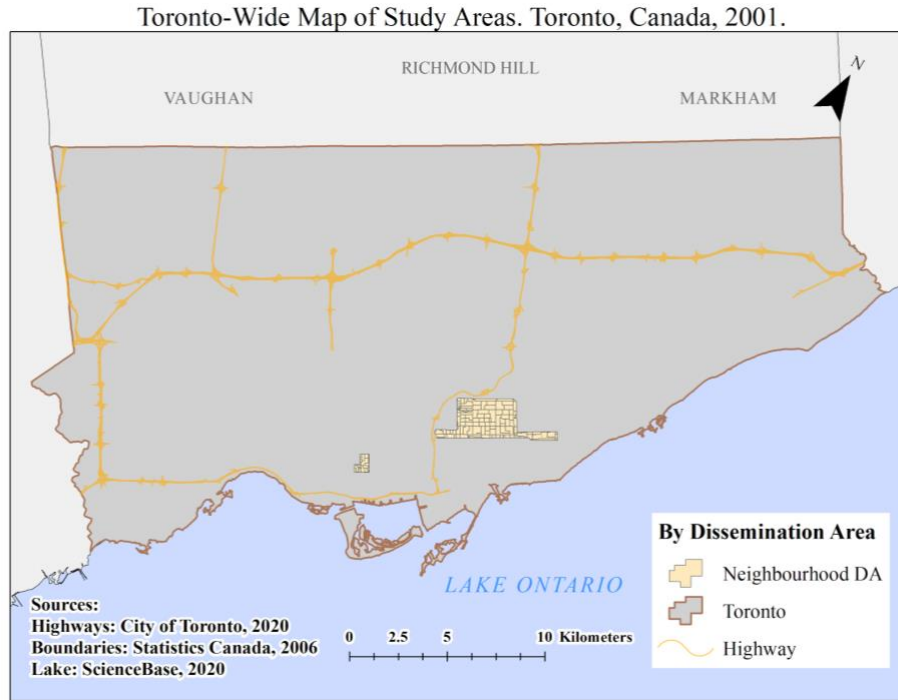 Toronto-Wide Map of Study Areas. Toronto, Canada, 2001.
RICHMOND HILL
VAUGHAN
MARKHAM
N
By Dissemination Area
Neighbourhood DA
Toronto
Highway
LAKE ONTARIO
Sources:
Highways: City of Toronto, 2020
Boundaries: Statistics Canada, 2006
Lake: ScienceBase, 2020
0 2.5 5 10 Kilometers